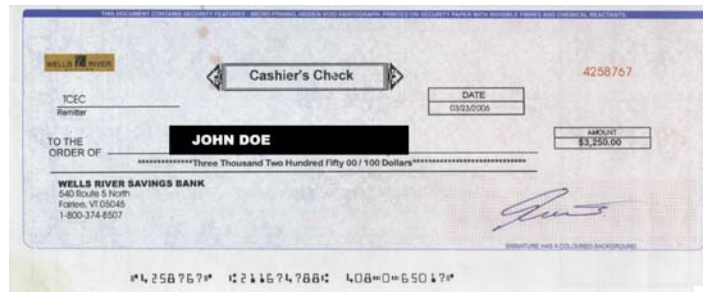 THIS DOCUMENT CONTAINS SECURITY FEATURES - MICRO PRINTING, HIDDEN VOID PANTOGRAPH, PRINTED ON SECURITY PAPER WITH INVISIBLE FIBRES AND CHEMICAL REACTANTS.
WELLS RIVER
Cashier's Check
4258767
TCEC
Remitter
DATE
03/23/2006
TO THE
ORDER OF
JOHN DOE
AMOUNT
$3,250.00
**************Three Thousand Two Hundred Fifty 00 / 100 Dollars****************************
WELLS RIVER SAVINGS BANK
540 Route 5 North
Fairlee, VT 05045
1-800-374-8507
SIGNATURE HAS A COLOURED BACKGROUND
⑈4258767⑈ ⑆211674788⑆ 408⑈0⑈65017⑈